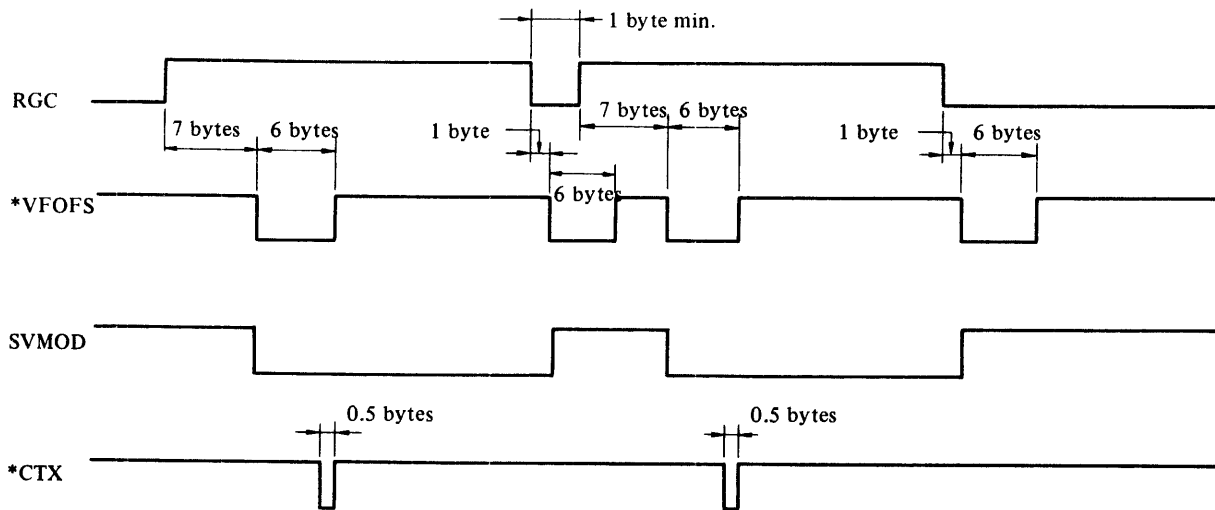 1 byte min.
RGC
7 bytes
6 bytes
1 byte
7 bytes
6 bytes
1 byte
6 bytes
6 bytes
*VFOFS
SVMOD
0.5 bytes
0.5 bytes
*CTX